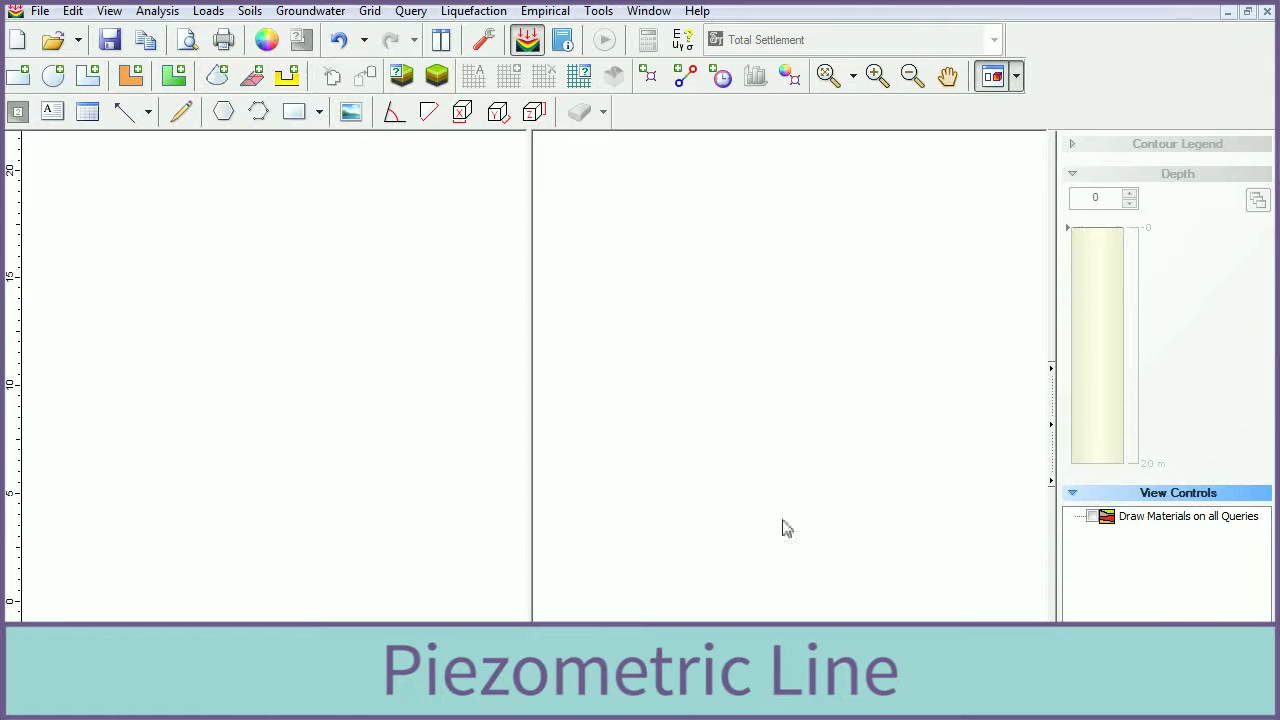 File Edit View Analysis Loads Soils Groundwater Grid Query Liquefaction Empirical Tools Window Help
Total Settlement
Contour Legend
Depth
0
0
20 m
20
15
10
5
0
View Controls
Draw Materials on all Queries
Piezometric Line